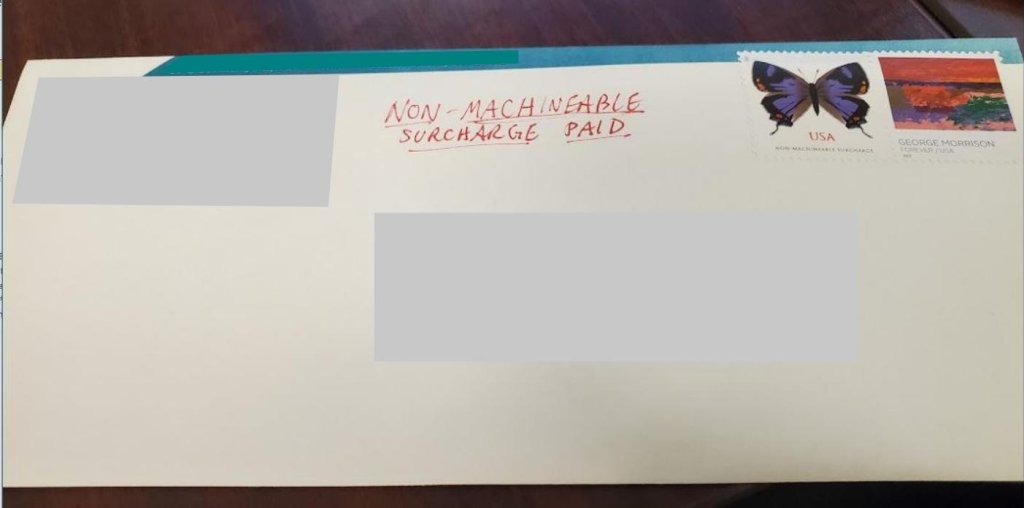 NON-MACHINEABLE
SURCHARGE PAID
USA
NON-MACHINEABLE SURCHARGE
GEORGE MORRISON
FOREVER / USA